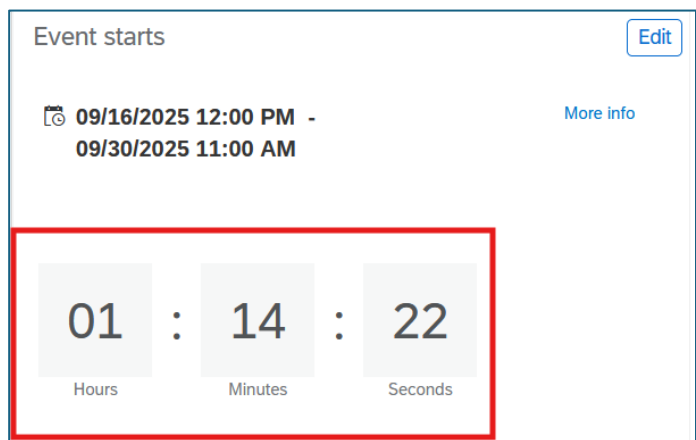 Event starts
Edit
09/16/2025 12:00 PM -
09/30/2025 11:00 AM
More info
01 : 14 : 22
Hours Minutes Seconds